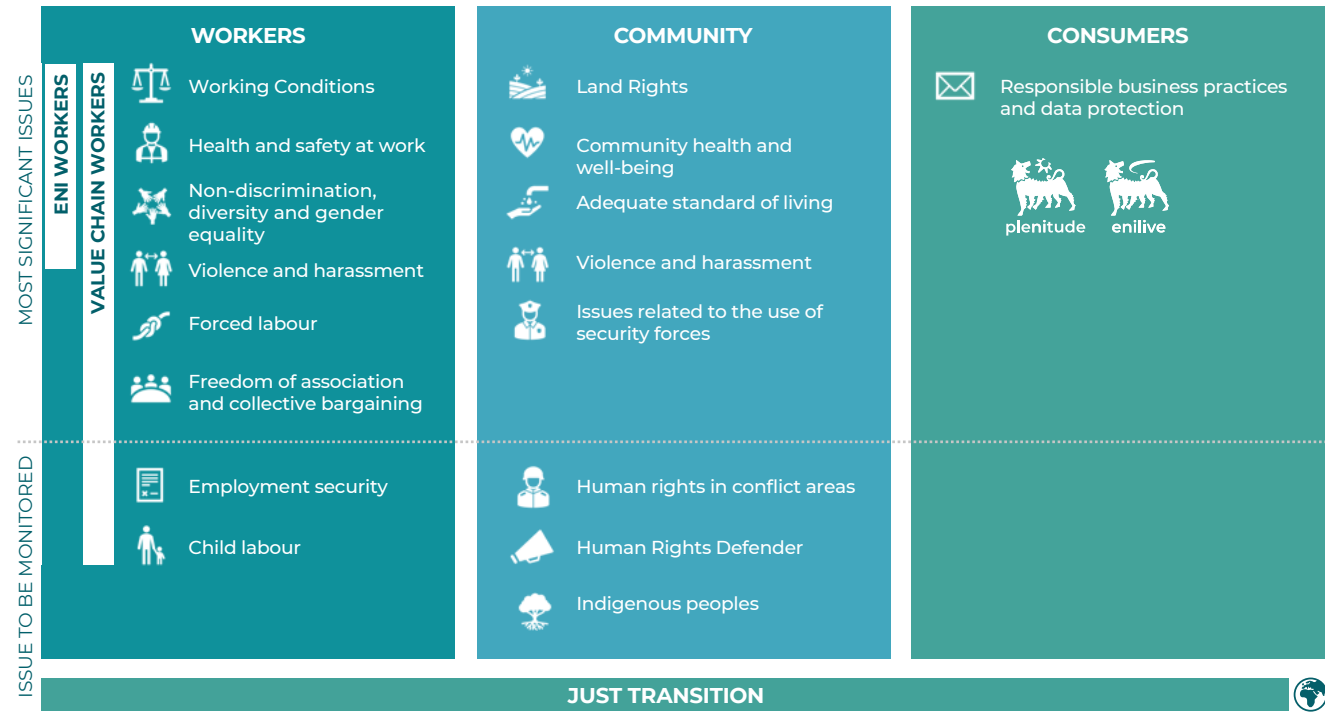 MOST SIGNIFICANT ISSUES
ISSUE TO BE MONITORED
ENI WORKERS
VALUE CHAIN WORKERS
WORKERS
Working Conditions
Health and safety at work
Non-discrimination,
diversity and gender
equality
Violence and harassment
Forced labour
Freedom of association
and collective bargaining
Employment security
Child labour
COMMUNITY
Land Rights
Community health and
well-being
Adequate standard of living
Violence and harassment
Issues related to the use of
security forces
Human rights in conflict areas
Human Rights Defender
Indigenous peoples
CONSUMERS
Responsible business practices
and data protection
plenitude
enilive
JUST TRANSITION